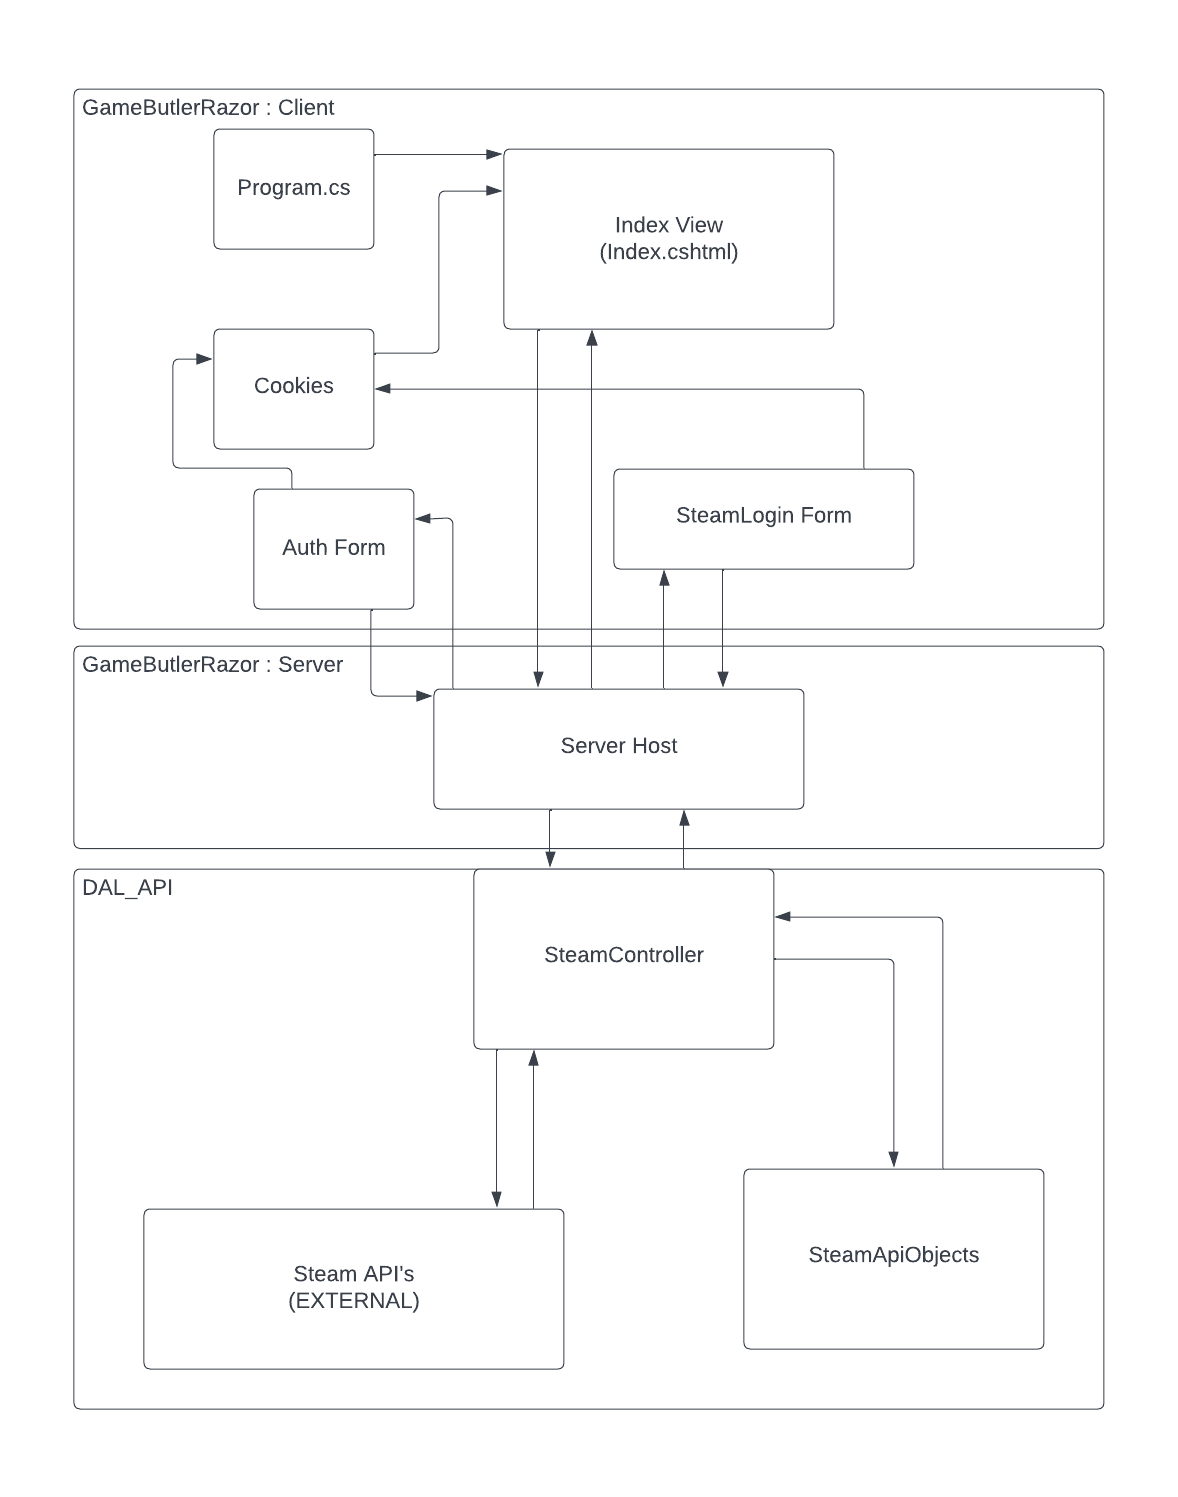 GameButlerRazor : Client
Program.cs
Index View
(Index.cshtml)
Cookies
SteamLogin Form
Auth Form
GameButlerRazor : Server
Server Host
DAL_API
SteamController
SteamApiObjects
Steam API's
(EXTERNAL)